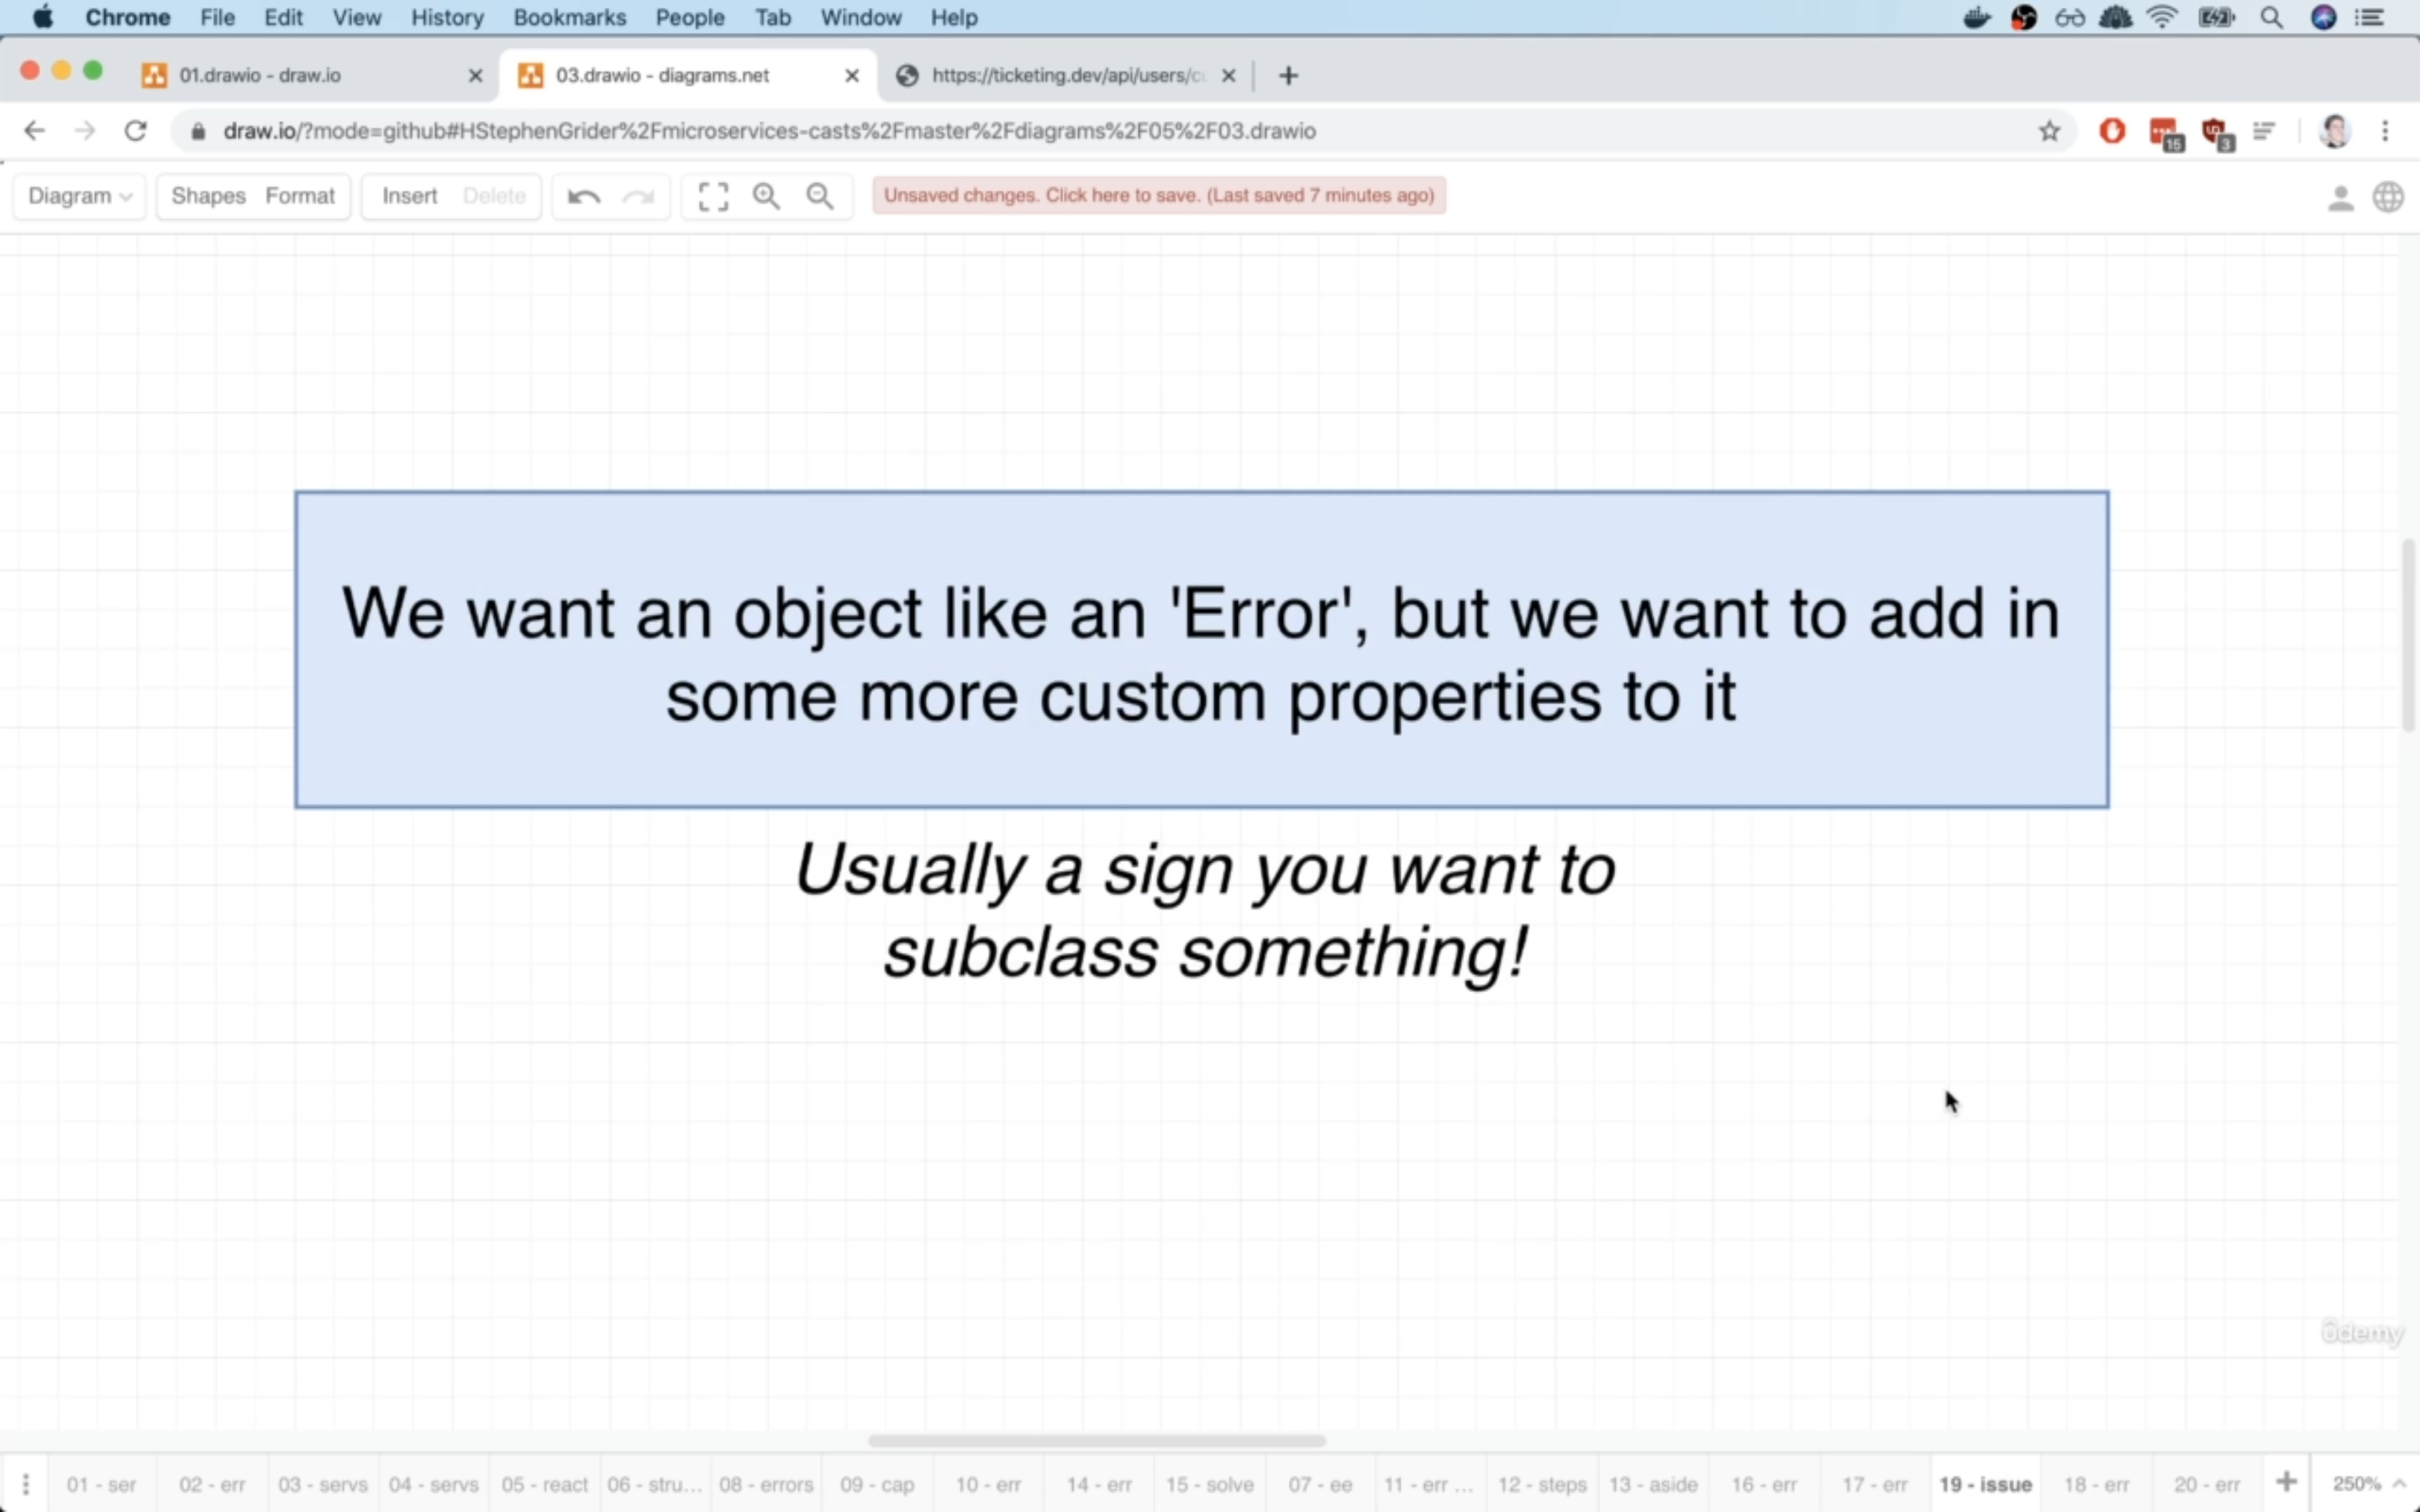 Chrome File Edit View History Bookmarks People Tab Window Help
01.drawio - draw.io
03.drawio - diagrams.net
https://ticketing.dev/api/users/c
draw.io/?mode=github#HStephenGrider%2Fmicroservices-casts%2Fmaster%2Fdiagrams%2F05%2F03.drawio
15
3
Diagram Shapes Format Insert Delete
Unsaved changes. Click here to save. (Last saved 7 minutes ago)
We want an object like an 'Error', but we want to add in
some more custom properties to it
Usually a sign you want to
subclass something!
ûdemy
01 - ser 02 - err 03 - servs 04 - servs 05 - react 06 - stru... 08 - errors 09 - cap 10 - err 14 - err 15 - solve 07 - ee 11 - err ... 12 - steps 13 - aside 16 - err 17 - err 19 - issue 18 - err 20 - err 250%